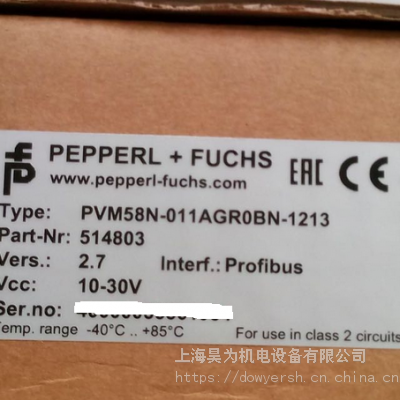 PEPPERL + FUCHS
www.pepperl-fuchs.com
EAC CE
Type: PVM58N-011AGR0BN-1213
Part-Nr: 514803
Vers.: 2.7 Interf.: Profibus
Vcc: 10-30V
Ser.no:
Temp. range -40°C .. +85°C For use in class 2 circuits
上海昊为机电设备有限公司
https://dowyersh.cn.china.cn